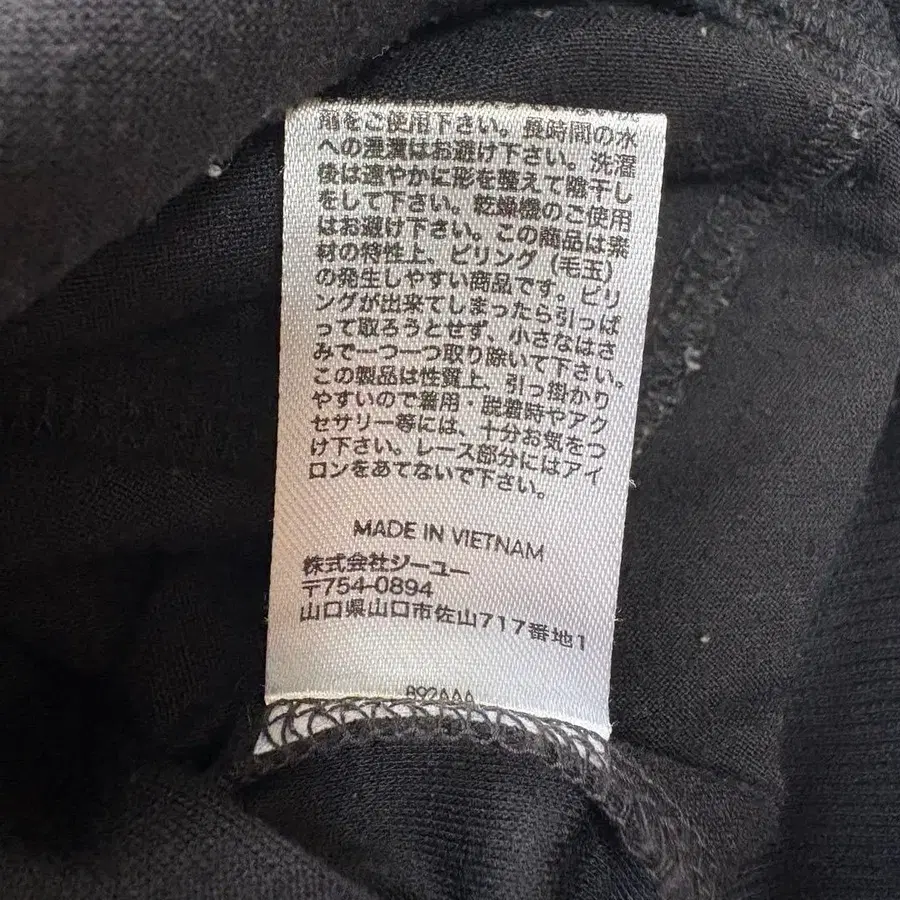 剤をご使用下さい。長時間の水
への浸漬はお避け下さい。洗濯
後は速やかに形を整えて陰干し
をして下さい。乾燥機のご使用
はお避け下さい。この商品は素
材の特性上、ピリング(毛玉)
の発生しやすい商品です。ピリ
ングが出来てしまったら引っぱ
って取ろうとせず、小さなはさ
みで一つ一つ取り除いて下さい。
この製品は性質上、引っ掛かり
やすいので着用・脱着時やアク
セサリー等には、十分お気をつ
け下さい。レース部分にはアイ
ロンをあてないで下さい。
MADE IN VIETNAM
株式会社ジーユー
〒754-0894
山口県山口市佐山717番地1